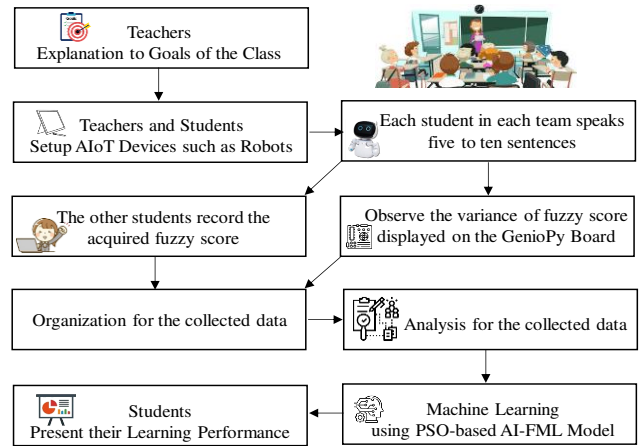 Teachers
Explanation to Goals of the Class
Teachers and Students
Setup AIoT Devices such as Robots
Each student in each team speaks
five to ten sentences
The other students record the
acquired fuzzy score
Observe the variance of fuzzy score
displayed on the GenioPy Board
Organization for the collected data
Analysis for the collected data
Students
Present their Learning Performance
Machine Learning
using PSO-based AI-FML Model